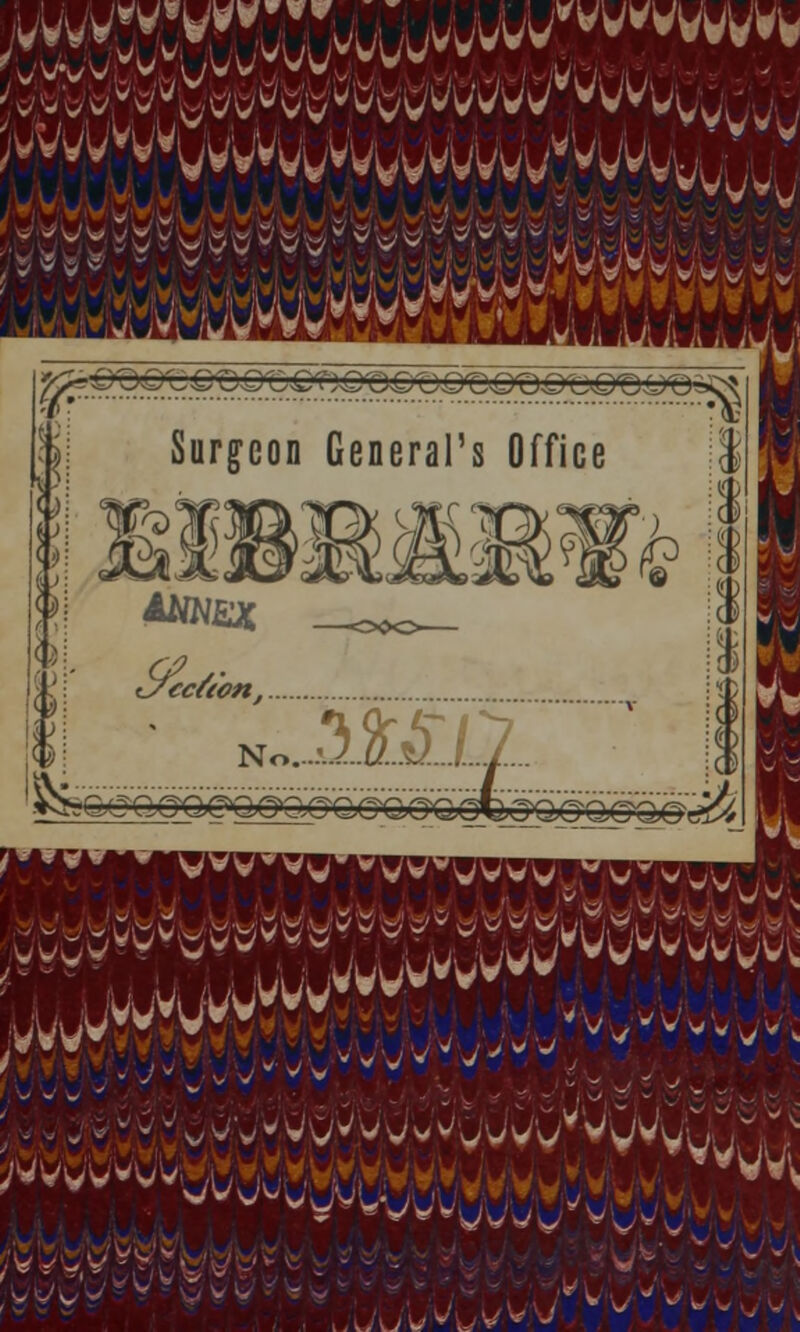 Surgeon General's Office
LIBRARY.
ANNEX
Section,
No. 38517